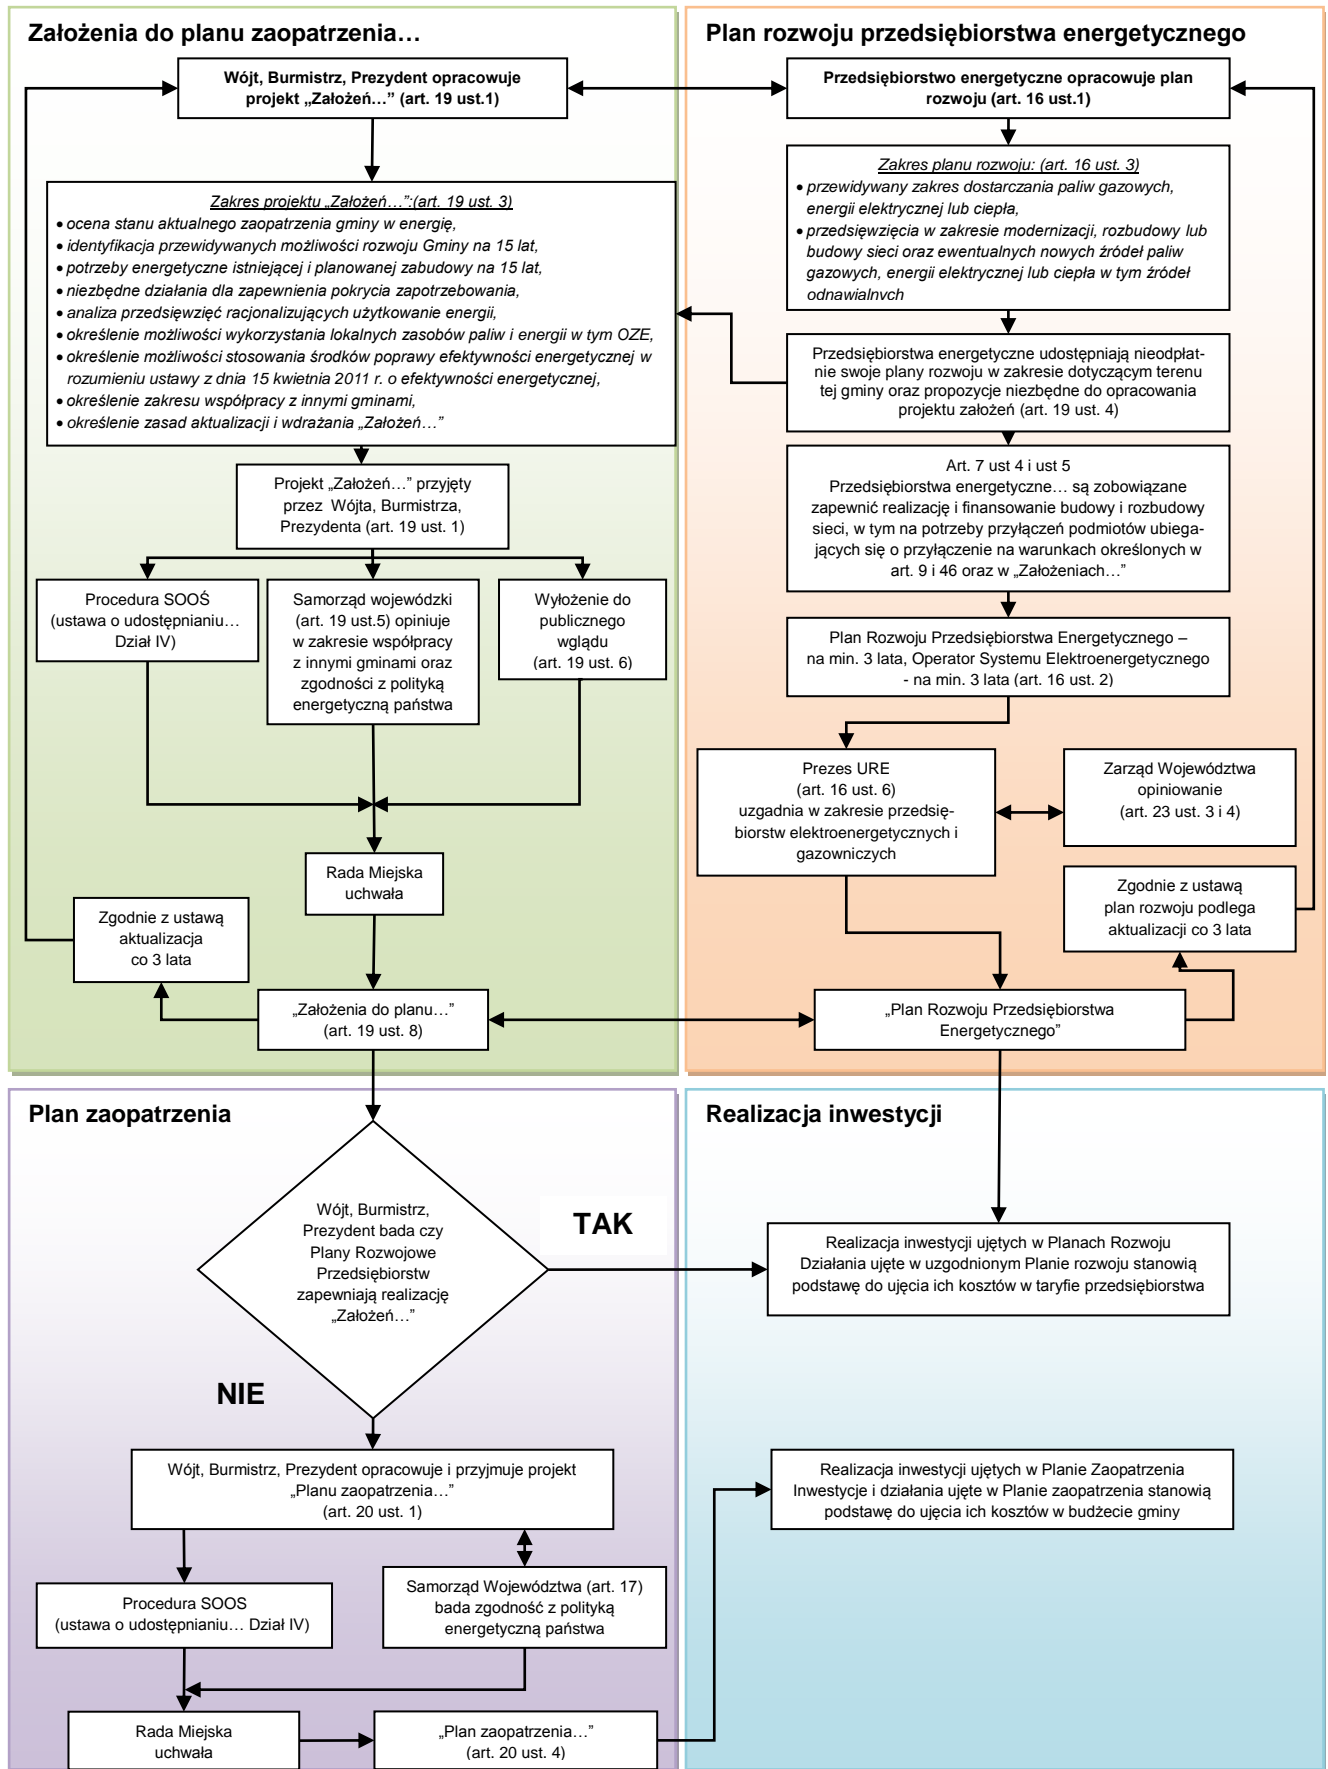 Założenia do planu zaopatrzenia…
Wójt, Burmistrz, Prezydent opracowuje
projekt „Założeń…” (art. 19 ust.1)
Zakres projektu „Założeń…”:(art. 19 ust. 3)
• ocena stanu aktualnego zaopatrzenia gminy w energię,
• identyfikacja przewidywanych możliwości rozwoju Gminy na 15 lat,
• potrzeby energetyczne istniejącej i planowanej zabudowy na 15 lat,
• niezbędne działania dla zapewnienia pokrycia zapotrzebowania,
• analiza przedsięwzięć racjonalizujących użytkowanie energii,
• określenie możliwości wykorzystania lokalnych zasobów paliw i energii w tym OZE,
• określenie możliwości stosowania środków poprawy efektywności energetycznej w
rozumieniu ustawy z dnia 15 kwietnia 2011 r. o efektywności energetycznej,
• określenie zakresu współpracy z innymi gminami,
• określenie zasad aktualizacji i wdrażania „Założeń…”
Projekt „Założeń…” przyjęty
przez Wójta, Burmistrza,
Prezydenta (art. 19 ust. 1)
Procedura SOOŚ
(ustawa o udostępnianiu…
Dział IV)
Samorząd wojewódzki
(art. 19 ust.5) opiniuje
w zakresie współpracy
z innymi gminami oraz
zgodności z polityką
energetyczną państwa
Wyłożenie do
publicznego
wglądu
(art. 19 ust. 6)
Rada Miejska
uchwała
Zgodnie z ustawą
aktualizacja
co 3 lata
„Założenia do planu…”
(art. 19 ust. 8)
Plan rozwoju przedsiębiorstwa energetycznego
Przedsiębiorstwo energetyczne opracowuje plan
rozwoju (art. 16 ust.1)
Zakres planu rozwoju: (art. 16 ust. 3)
• przewidywany zakres dostarczania paliw gazowych,
energii elektrycznej lub ciepła,
• przedsięwzięcia w zakresie modernizacji, rozbudowy lub
budowy sieci oraz ewentualnych nowych źródeł paliw
gazowych, energii elektrycznej lub ciepła w tym źródeł
odnawialnych
Przedsiębiorstwa energetyczne udostępniają nieodpłat-
nie swoje plany rozwoju w zakresie dotyczącym terenu
tej gminy oraz propozycje niezbędne do opracowania
projektu założeń (art. 19 ust. 4)
Art. 7 ust 4 i ust 5
Przedsiębiorstwa energetyczne… są zobowiązane
zapewnić realizację i finansowanie budowy i rozbudowy
sieci, w tym na potrzeby przyłączeń podmiotów ubiega-
jących się o przyłączenie na warunkach określonych w
art. 9 i 46 oraz w „Założeniach…”
Plan Rozwoju Przedsiębiorstwa Energetycznego –
na min. 3 lata, Operator Systemu Elektroenergetycznego
- na min. 3 lata (art. 16 ust. 2)
Prezes URE
(art. 16 ust. 6)
uzgadnia w zakresie przedsię-
biorstw elektroenergetycznych i
gazowniczych
Zarząd Województwa
opiniowanie
(art. 23 ust. 3 i 4)
Zgodnie z ustawą
plan rozwoju podlega
aktualizacji co 3 lata
„Plan Rozwoju Przedsiębiorstwa
Energetycznego”
Plan zaopatrzenia
Wójt, Burmistrz,
Prezydent bada czy
Plany Rozwojowe
Przedsiębiorstw
zapewniają realizację
„Założeń…”
TAK
NIE
Wójt, Burmistrz, Prezydent opracowuje i przyjmuje projekt
„Planu zaopatrzenia…”
(art. 20 ust. 1)
Procedura SOOS
(ustawa o udostępnianiu… Dział IV)
Samorząd Województwa (art. 17)
bada zgodność z polityką
energetyczną państwa
Rada Miejska
uchwała
„Plan zaopatrzenia…”
(art. 20 ust. 4)
Realizacja inwestycji
Realizacja inwestycji ujętych w Planach Rozwoju
Działania ujęte w uzgodnionym Planie rozwoju stanowią
podstawę do ujęcia ich kosztów w taryfie przedsiębiorstwa
Realizacja inwestycji ujętych w Planie Zaopatrzenia
Inwestycje i działania ujęte w Planie zaopatrzenia stanowią
podstawę do ujęcia ich kosztów w budżecie gminy